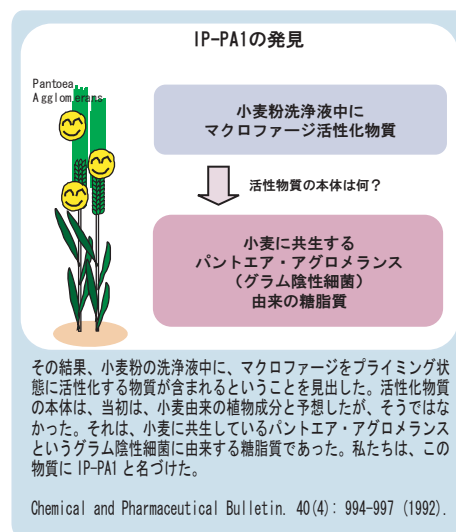 IP-PA1の発見
Pantoea
Agglomerans
小麦粉洗浄液中に
マクロファージ活性化物質
活性物質の本体は何？
小麦に共生する
パントエア・アグロメランス
（グラム陰性細菌）
由来の糖脂質
その結果、小麦粉の洗浄液中に、マクロファージをプライミング状
態に活性化する物質が含まれるということを見出した。活性化物質
の本体は、当初は、小麦由来の植物成分と予想したが、そうではな
かった。それは、小麦に共生しているパントエア・アグロメランス
というグラム陰性細菌に由来する糖脂質であった。私たちは、この
物質に IP-PA1 と名づけた。
Chemical and Pharmaceutical Bulletin. 40(4): 994-997 (1992).